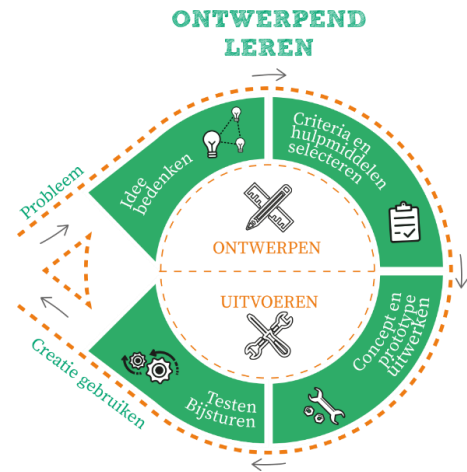 ONTWERPEND
LEREN
Probleem
Idee
bedenken
Criteria en
hulpmiddelen
selecteren
ONTWERPEN
UITVOEREN
Concept en
prototype
uitwerken
Testen
Bijsturen
Creatie gebruiken